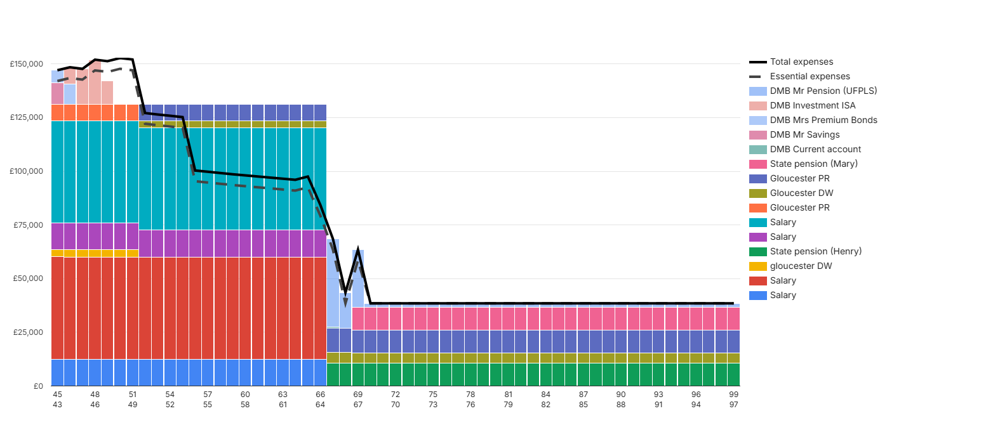 £150,000
£125,000
£100,000
£75,000
£50,000
£25,000
£0
45 48 51 54 57 60 63 66 69 72 75 78 81 84 87 90 93 96 99
43 46 49 52 55 58 61 64 67 70 73 76 79 82 85 88 91 94 97
Total expenses
Essential expenses
DMB Mr Pension (UFPLS)
DMB Investment ISA
DMB Mrs Premium Bonds
DMB Mr Savings
DMB Current account
State pension (Mary)
Gloucester PR
Gloucester DW
Gloucester PR
Salary
Salary
State pension (Henry)
gloucester DW
Salary
Salary